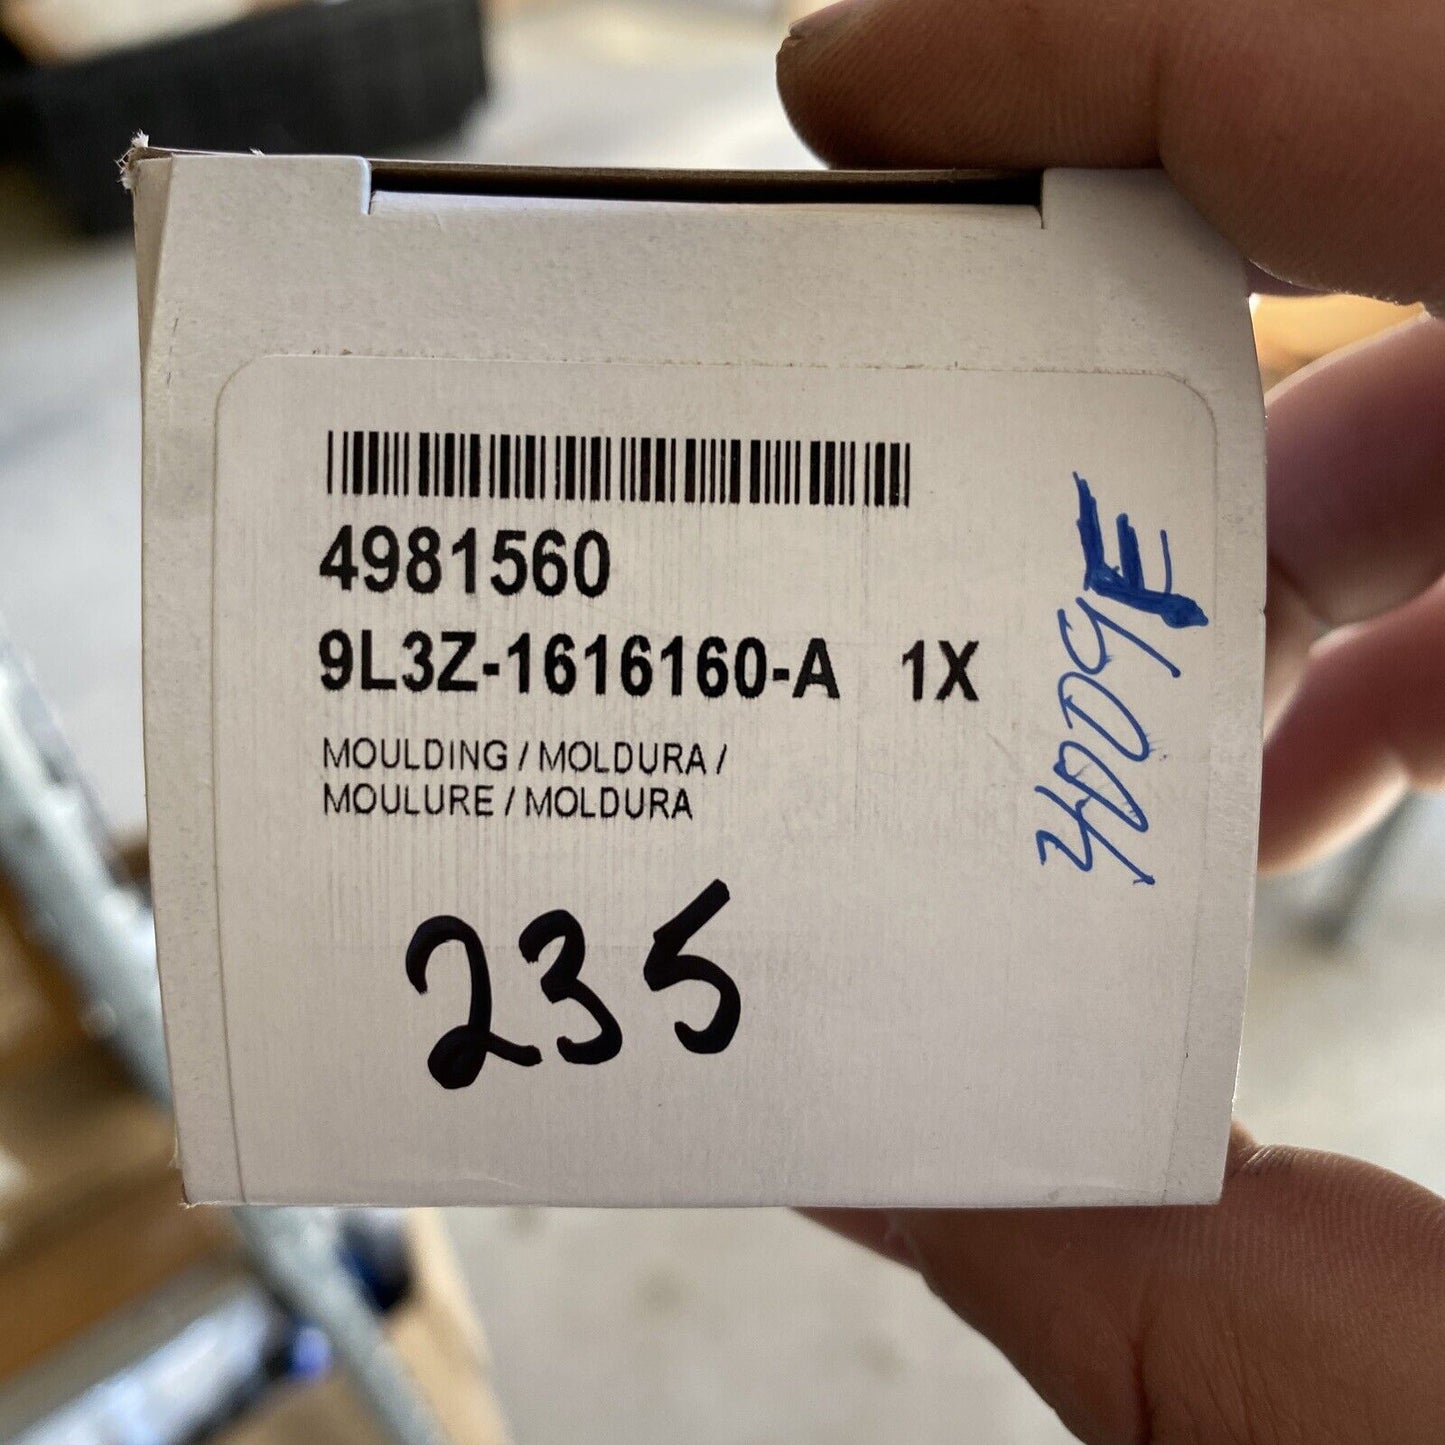 4981560
9L3Z-1616160-A 1X
MOULDING / MOLDURA /
MOULURE / MOLDURA
235